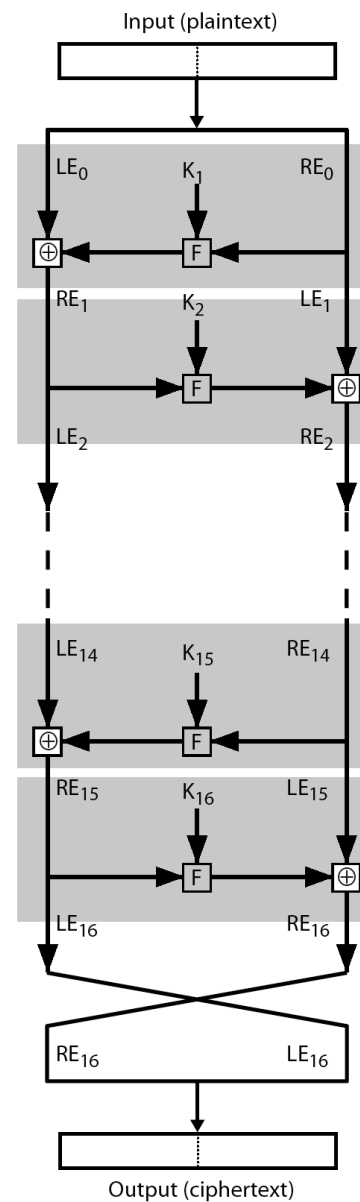 Input (plaintext)
LE₀ K₁ RE₀
⊕ F
RE₁ K₂ LE₁
F ⊕
LE₂ RE₂
LE₁₄ K₁₅ RE₁₄
⊕ F
RE₁₅ K₁₆ LE₁₅
F ⊕
LE₁₆ RE₁₆
RE₁₆ LE₁₆
Output (ciphertext)